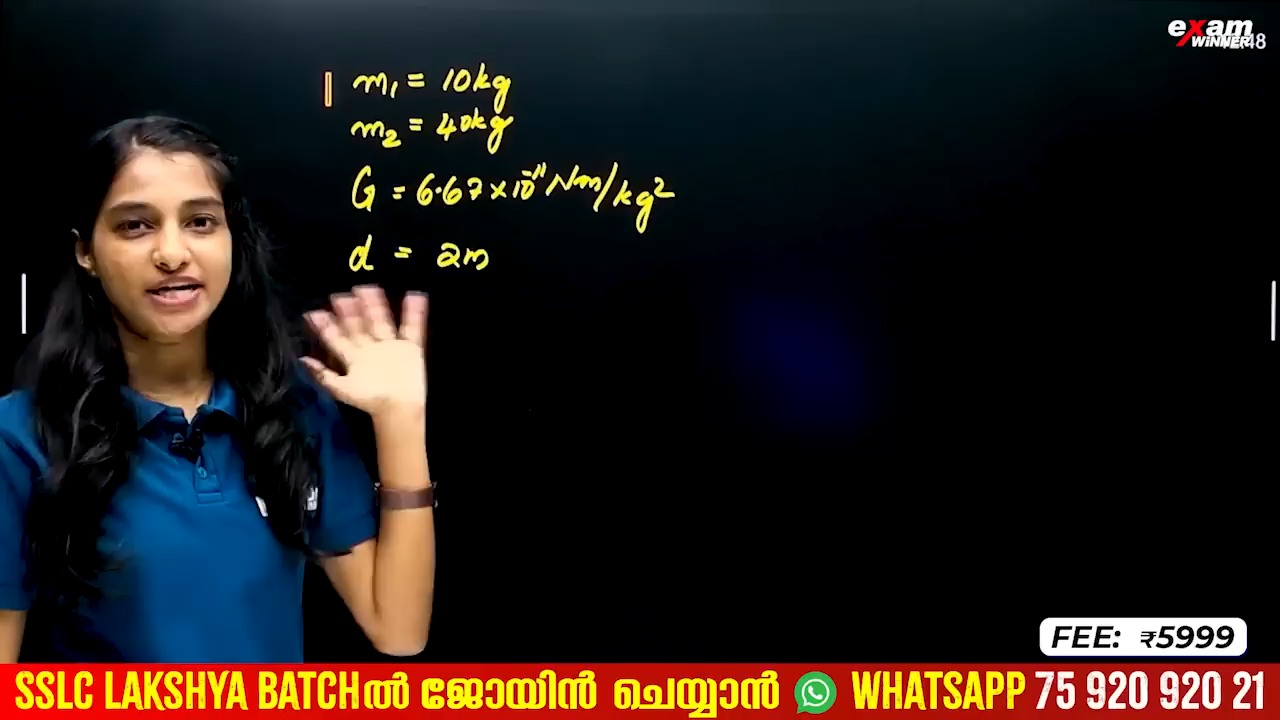 exam
WINNER
m₁ = 10kg
m₂ = 40kg
G = 6.67 × 10⁻¹¹ Nm/kg²
d = 2m
FEE: ₹5999
SSLC LAKSHYA BATCHൽ ജോയിൻ ചെയ്യാൻ WHATSAPP 75 920 920 21